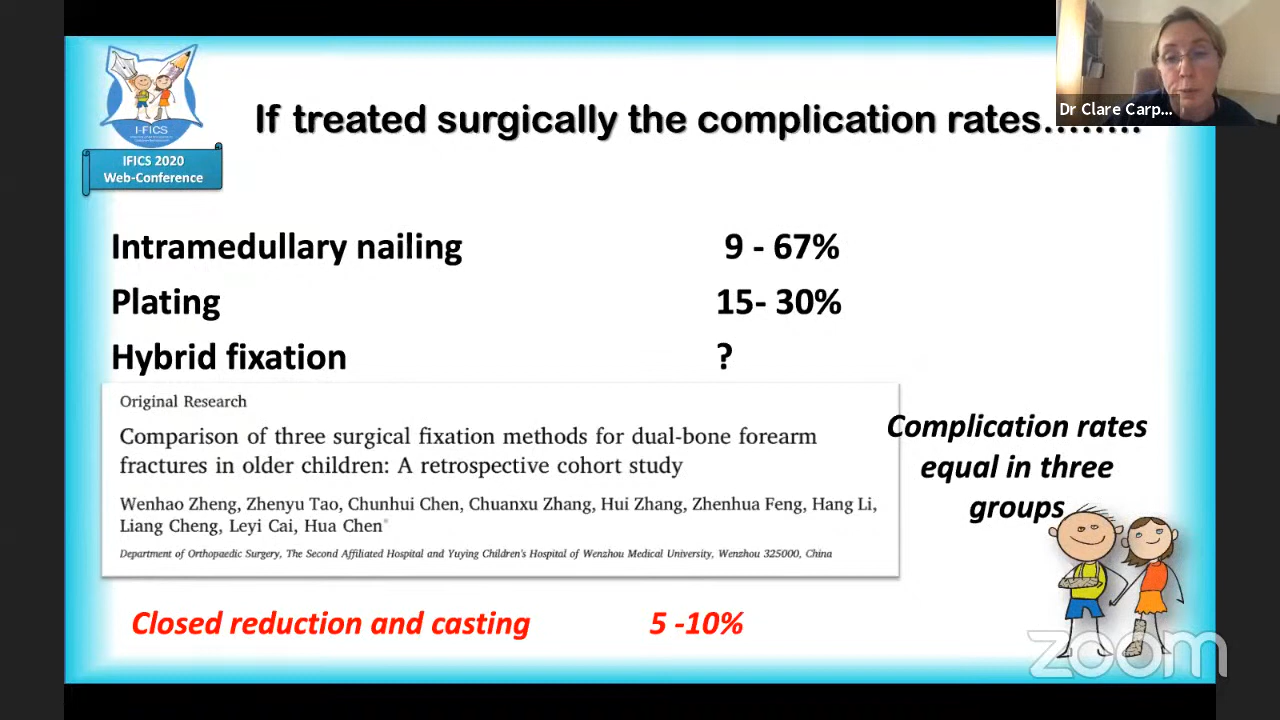 Dr Clare Carp...
I-FICS
IFICS 2020
Web-Conference
If treated surgically the complication rates........
Intramedullary nailing 9 - 67%
Plating 15- 30%
Hybrid fixation ?
Original Research
Comparison of three surgical fixation methods for dual-bone forearm
fractures in older children: A retrospective cohort study
Wenhao Zheng, Zhenyu Tao, Chunhui Chen, Chuanxu Zhang, Hui Zhang, Zhenhua Feng, Hang Li,
Liang Cheng, Leyi Cai, Hua Chen*
Department of Orthopaedic Surgery, The Second Affiliated Hospital and Yuying Children's Hospital of Wenzhou Medical University, Wenzhou 325000, China
Complication rates
equal in three
groups
Closed reduction and casting 5 -10%
zoom